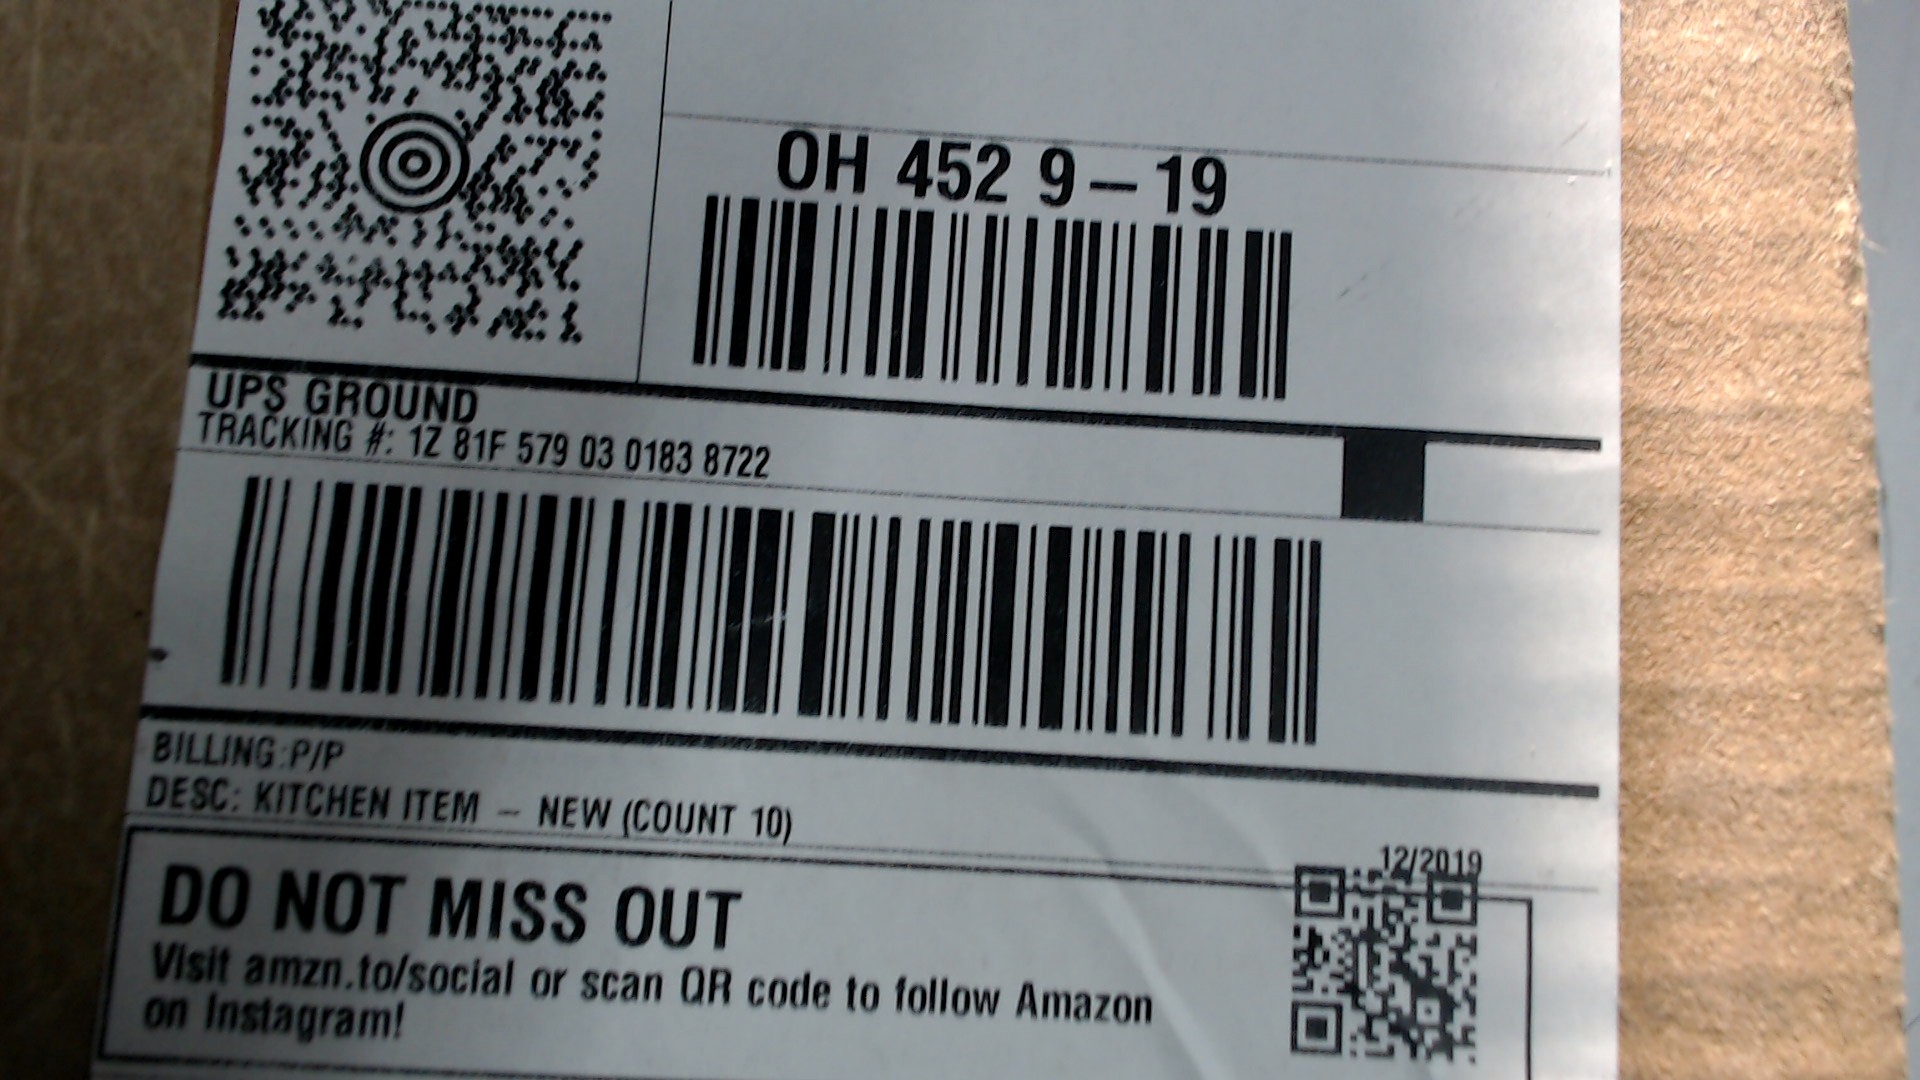 OH 452 9–19
UPS GROUND
TRACKING #: 1Z 81F 579 03 0183 8722
BILLING:P/P
DESC: KITCHEN ITEM – NEW (COUNT 10)
12/2019
DO NOT MISS OUT
Visit amzn.to/social or scan QR code to follow Amazon
on Instagram!